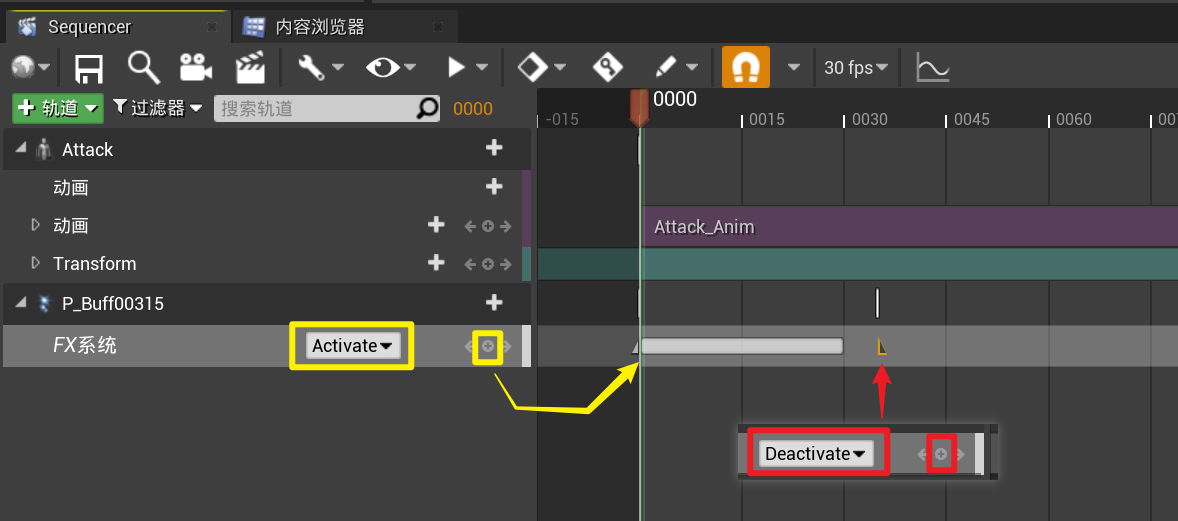 Sequencer
内容浏览器
30 fps
轨道
过滤器
搜索轨道
0000
0000
-015
0015
0030
0045
0060
007
Attack
动画
动画
Attack_Anim
Transform
P_Buff00315
FX系统
Activate
Deactivate